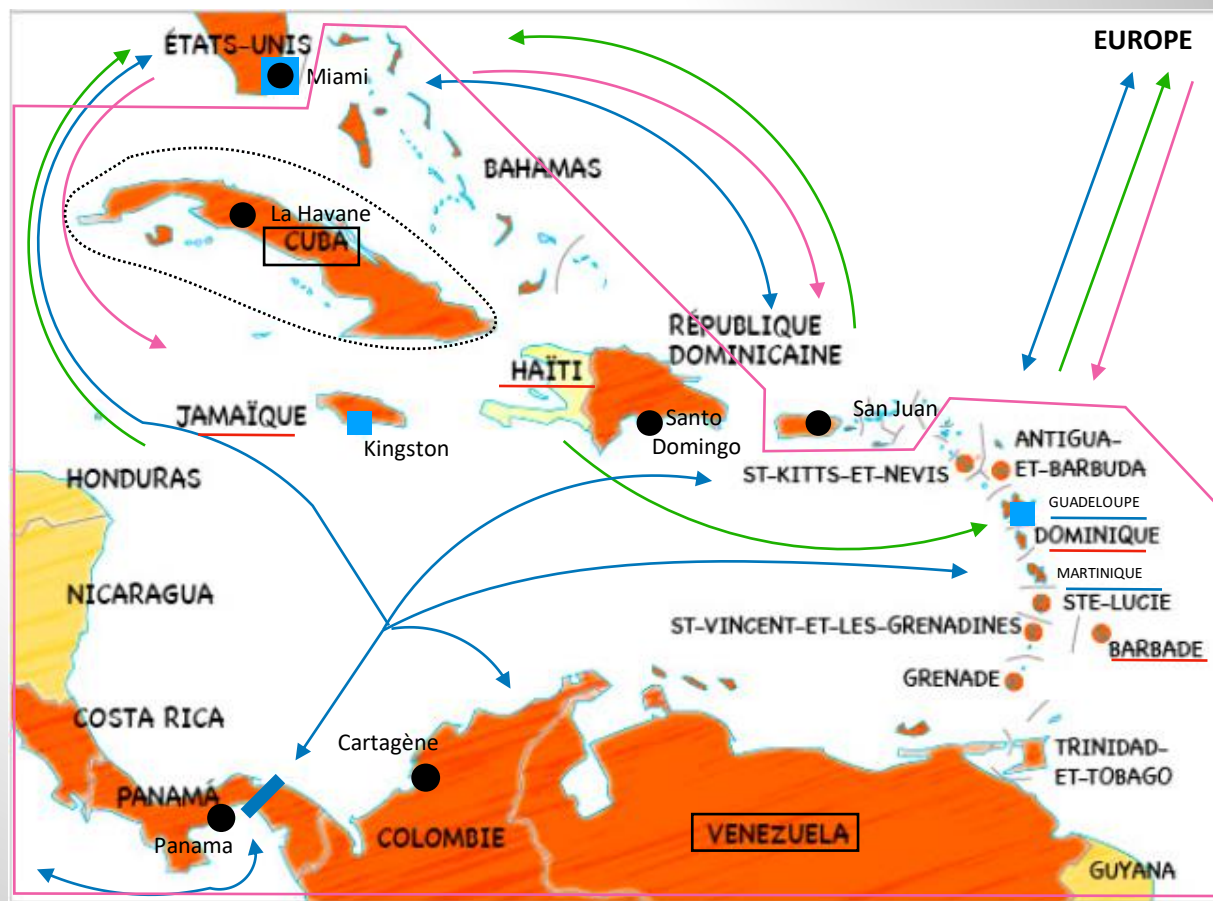 EUROPE
ÉTATS-UNIS
Miami
BAHAMAS
La Havane
CUBA
RÉPUBLIQUE
DOMINICAINE
HAÏTI
JAMAÏQUE
Kingston
Santo
Domingo
San Juan
ANTIGUA-
ET-BARBUDA
ST-KITTS-ET-NEVIS
HONDURAS
GUADELOUPE
DOMINIQUE
MARTINIQUE
NICARAGUA
STE-LUCIE
ST-VINCENT-ET-LES-GRENADINES
BARBADE
GRENADE
COSTA RICA
Cartagène
TRINIDAD-
ET-TOBAGO
PANAMÁ
Panama
COLOMBIE
VENEZUELA
GUYANA